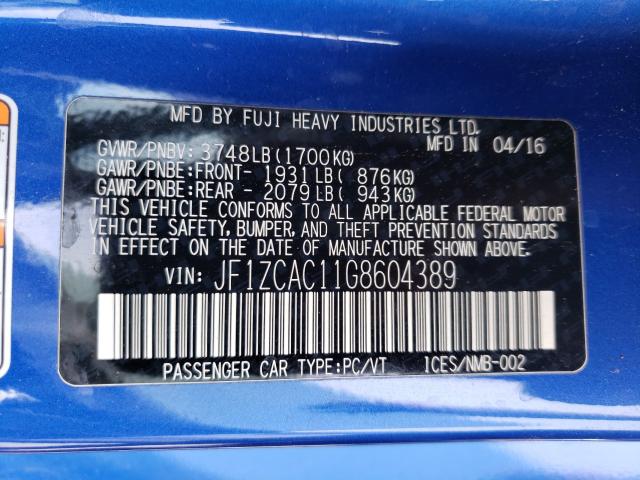 MFD BY FUJI HEAVY INDUSTRIES LTD.
GVWR/PNBV: 3748LB(1700KG) MFD IN 04/16
GAWR/PNBE:FRONT- 1931LB( 876KG)
GAWR/PNBE:REAR - 2079LB( 943KG)
THIS VEHICLE CONFORMS TO ALL APPLICABLE FEDERAL MOTOR
VEHICLE SAFETY, BUMPER, AND THEFT PREVENTION STANDARDS
IN EFFECT ON THE DATE OF MANUFACTURE SHOWN ABOVE.
VIN: JF1ZCAC11G8604389
PASSENGER CAR TYPE:PC/VT ICES/NMB-002